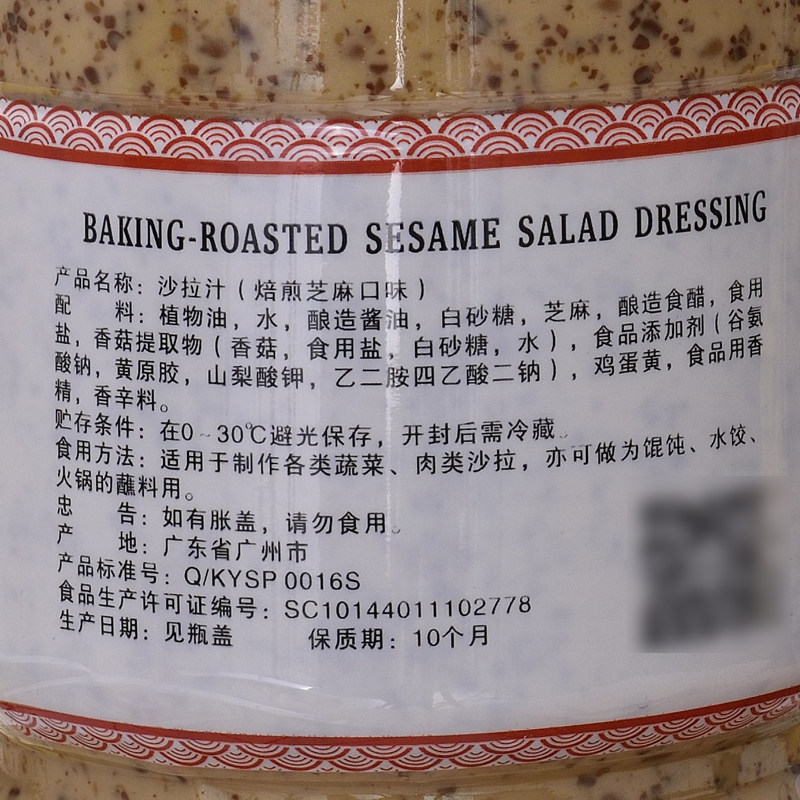 BAKING-ROASTED SESAME SALAD DRESSING
产品名称：沙拉汁（焙煎芝麻口味）
配　　料：植物油，水，酿造酱油，白砂糖，芝麻，酿造食醋，食用
盐，香菇提取物（香菇，食用盐，白砂糖，水），食品添加剂（谷氨
酸钠，黄原胶，山梨酸钾，乙二胺四乙酸二钠），鸡蛋黄，食品用香
精，香辛料。
贮存条件：在0~30℃避光保存，开封后需冷藏。
食用方法：适用于制作各类蔬菜、肉类沙拉，亦可做为馄饨、水饺、
火锅的蘸料用。
忠　　告：如有胀盖，请勿食用。
产　　地：广东省广州市
产品标准号：Q/KYSP 0016S
食品生产许可证编号：SC10144011102778
生产日期：见瓶盖　　保质期：10个月